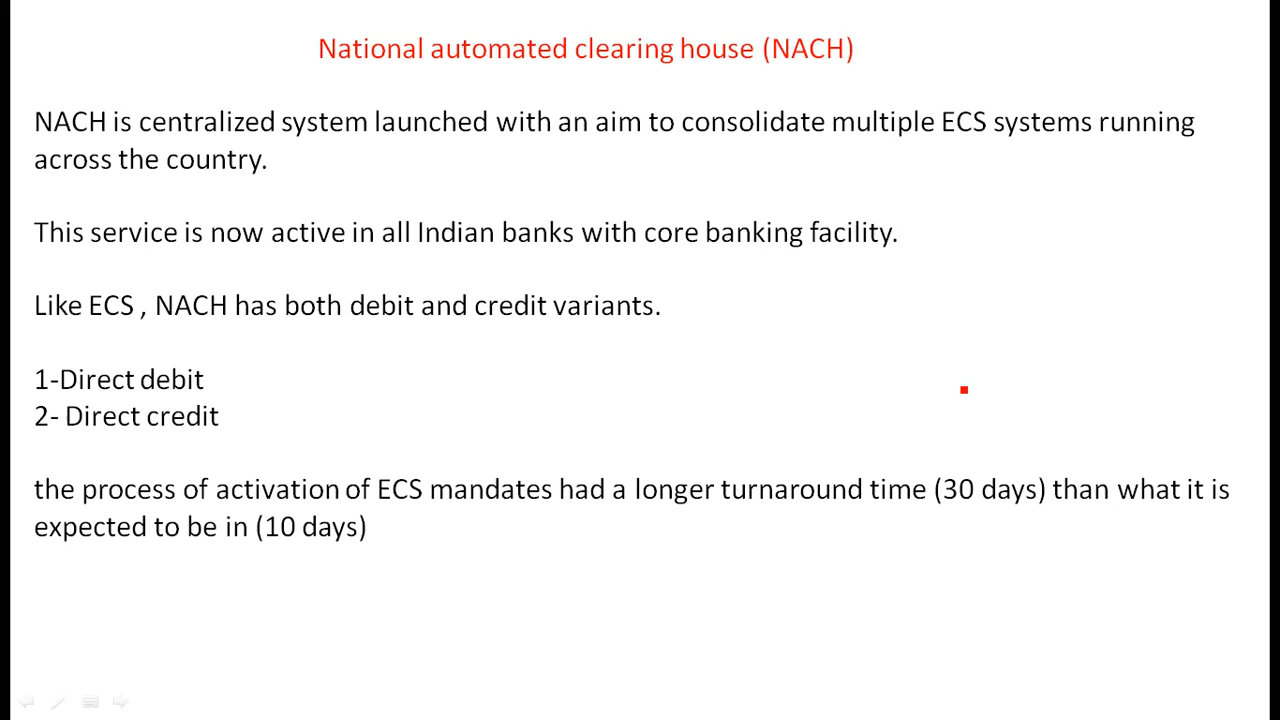 National automated clearing house (NACH)
NACH is centralized system launched with an aim to consolidate multiple ECS systems running
across the country.
This service is now active in all Indian banks with core banking facility.
Like ECS , NACH has both debit and credit variants.
1-Direct debit
2- Direct credit
the process of activation of ECS mandates had a longer turnaround time (30 days) than what it is
expected to be in (10 days)